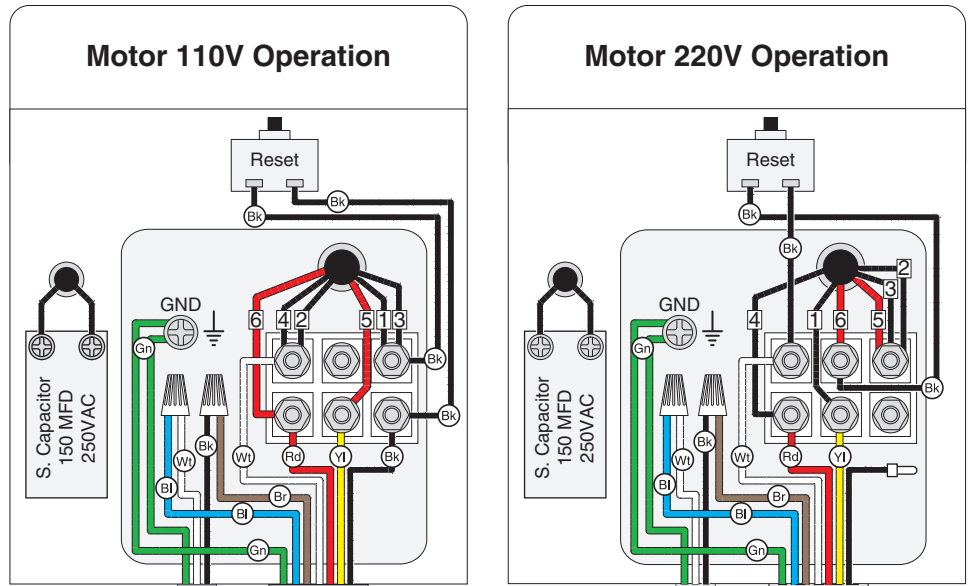 Motor 110V Operation
Reset
Bk
Bk
GND
6
4
2
5
1
3
Gn
Bk
S. Capacitor
150 MFD
250VAC
Bk
Bk
Wt
Wt
Rd
Yl
Bk
Bl
Br
Bl
Gn
Motor 220V Operation
Reset
Bk
Bk
2
3
GND
4
1
6
5
Gn
Bk
S. Capacitor
150 MFD
250VAC
Bk
Wt
Wt
Rd
Yl
Bl
Br
Bl
Gn